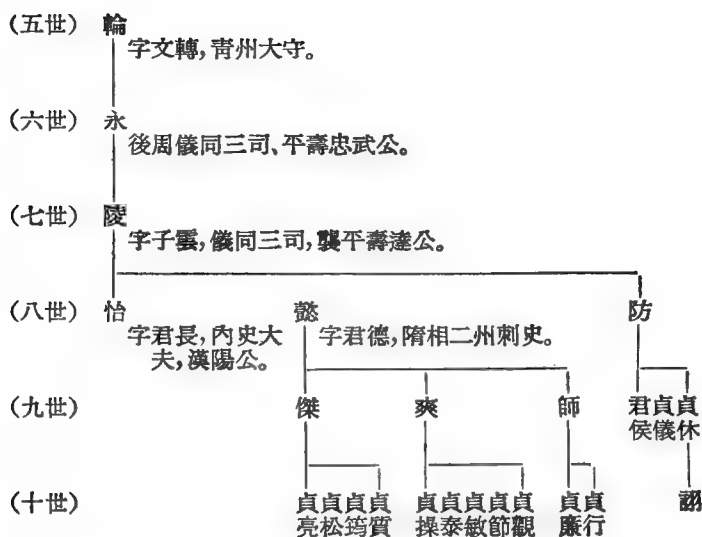 (五世) 輪
字文轉,靑州大守。
(六世) 永
後周儀同三司、平壽忠武公。
(七世) 陵
字子雲,儀同三司,襲平壽達公。
(八世) 怡 懿 防
字君長,內史大夫,漢陽公。
字君德,隋相二州刺史。
(九世) 傑 爽 師 君侯 貞儀 貞休
(十世) 貞亮 貞松 貞筠 貞質 貞操 貞泰 貞敏 貞節 貞觀 貞廉 貞行 詡